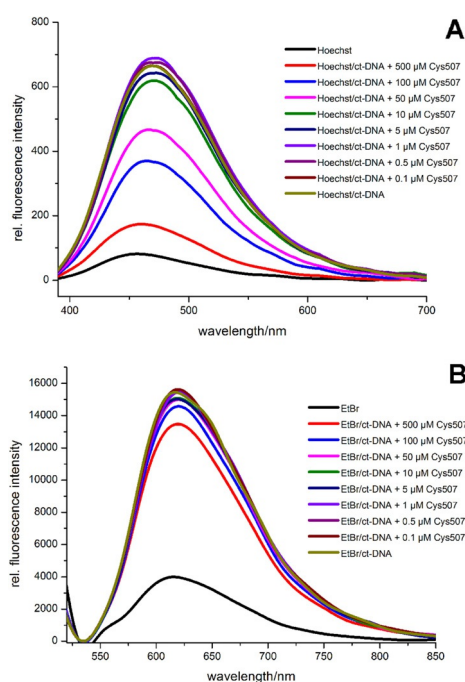 A
rel. fluorescence intensity
800
600
400
200
0
400
500
600
700
wavelength/nm
Hoechst
Hoechst/ct-DNA + 500 µM Cys507
Hoechst/ct-DNA + 100 µM Cys507
Hoechst/ct-DNA + 50 µM Cys507
Hoechst/ct-DNA + 10 µM Cys507
Hoechst/ct-DNA + 5 µM Cys507
Hoechst/ct-DNA + 1 µM Cys507
Hoechst/ct-DNA + 0.5 µM Cys507
Hoechst/ct-DNA + 0.1 µM Cys507
Hoechst/ct-DNA
B
rel. fluorescence intensity
16000
14000
12000
10000
8000
6000
4000
2000
0
550
600
650
700
750
800
850
wavelength/nm
EtBr
EtBr/ct-DNA + 500 µM Cys507
EtBr/ct-DNA + 100 µM Cys507
EtBr/ct-DNA + 50 µM Cys507
EtBr/ct-DNA + 10 µM Cys507
EtBr/ct-DNA + 5 µM Cys507
EtBr/ct-DNA + 1 µM Cys507
EtBr/ct-DNA + 0.5 µM Cys507
EtBr/ct-DNA + 0.1 µM Cys507
EtBr/ct-DNA